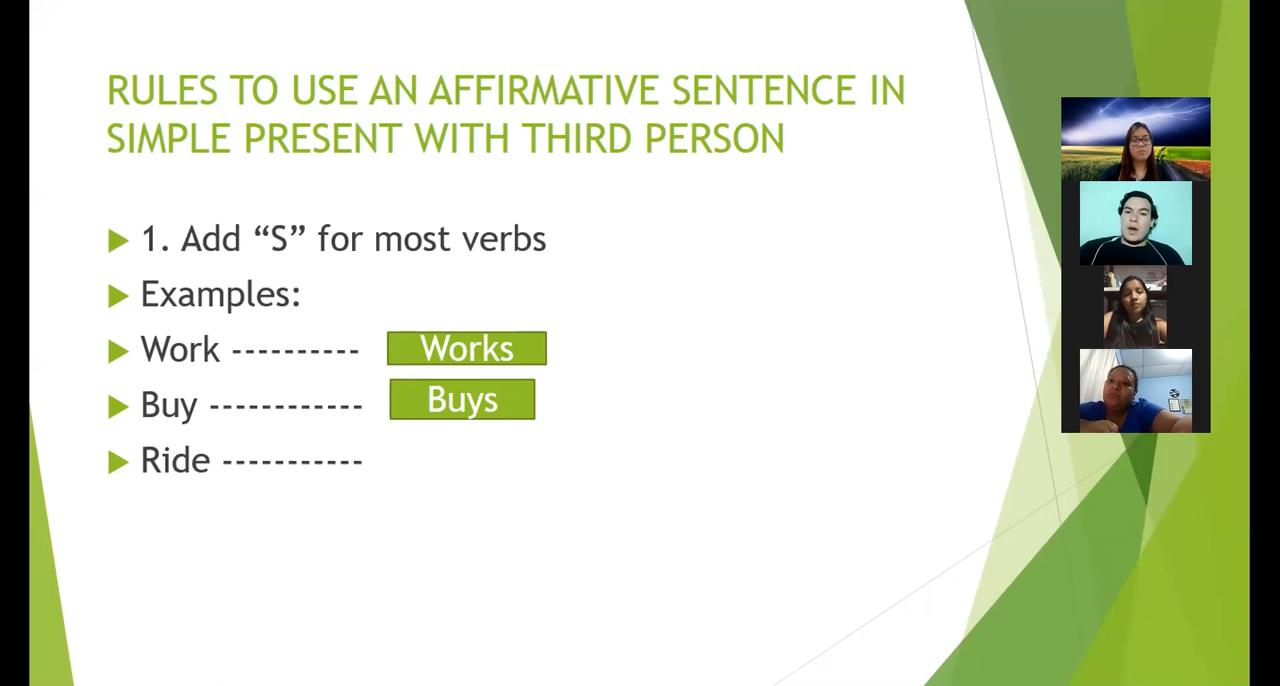 RULES TO USE AN AFFIRMATIVE SENTENCE IN
SIMPLE PRESENT WITH THIRD PERSON
1. Add “S” for most verbs
Examples:
Work ---------- Works
Buy ------------ Buys
Ride -----------